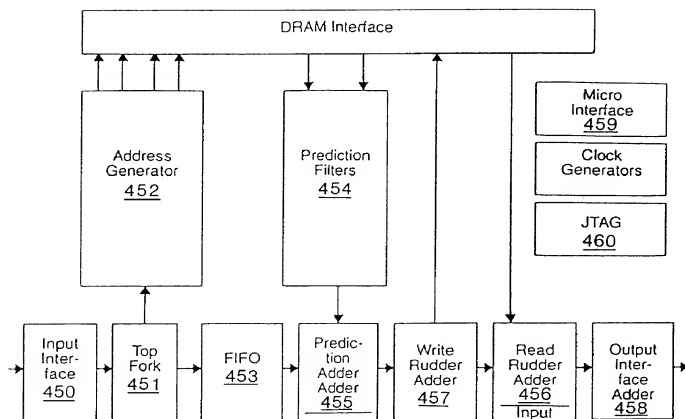 DRAM Interface
Address
Generator
452
Prediction
Filters
454
Micro
Interface
459
Clock
Generators
JTAG
460
Input
Inter-
face
450
Top
Fork
451
FIFO
453
Predic-
tion
Adder Adder
455
Write
Rudder
Adder
457
Read
Rudder
Adder
456
Input
Output
Inter-
face
Adder
458